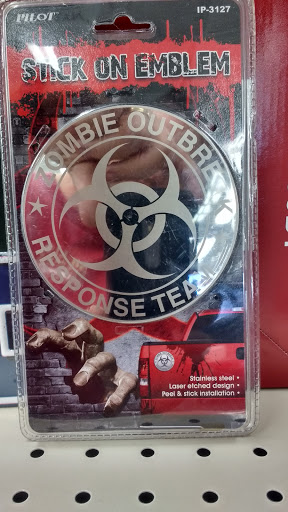 PILOT
IP-3127
STICK ON EMBLEM
ZOMBIE OUTBRE
RESPONSE TEA
Stainless steel •
Laser etched design •
Peel & stick installation •